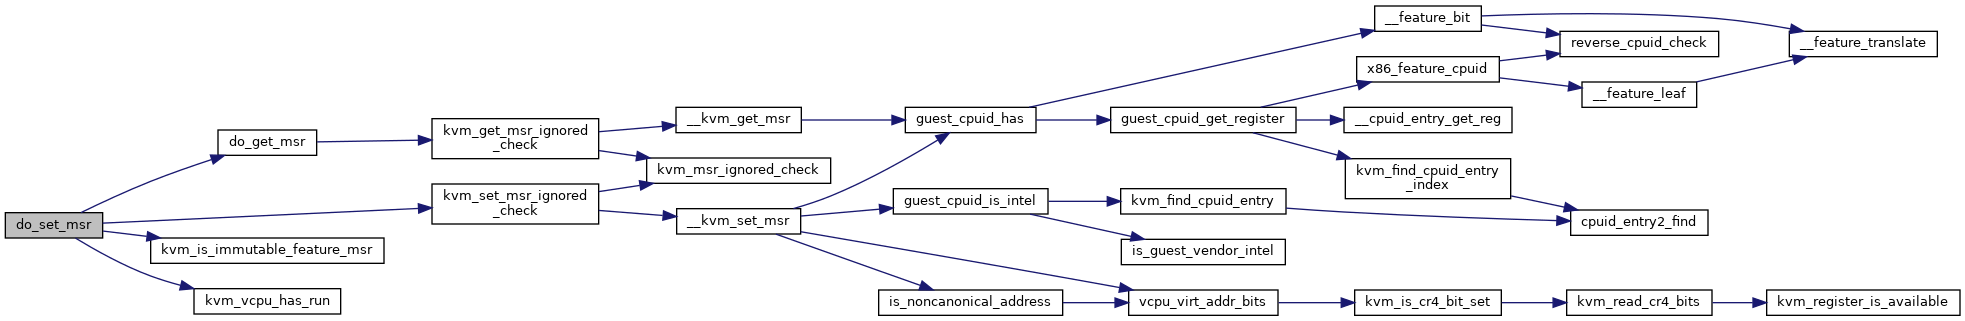 do_set_msr
do_get_msr
kvm_is_immutable_feature_msr
kvm_vcpu_has_run
kvm_get_msr_ignored
_check
kvm_set_msr_ignored
_check
__kvm_get_msr
kvm_msr_ignored_check
__kvm_set_msr
guest_cpuid_has
guest_cpuid_is_intel
is_noncanonical_address
__feature_bit
guest_cpuid_get_register
kvm_find_cpuid_entry
is_guest_vendor_intel
vcpu_virt_addr_bits
x86_feature_cpuid
__cpuid_entry_get_reg
kvm_find_cpuid_entry
_index
kvm_is_cr4_bit_set
reverse_cpuid_check
__feature_leaf
cpuid_entry2_find
kvm_read_cr4_bits
__feature_translate
kvm_register_is_available